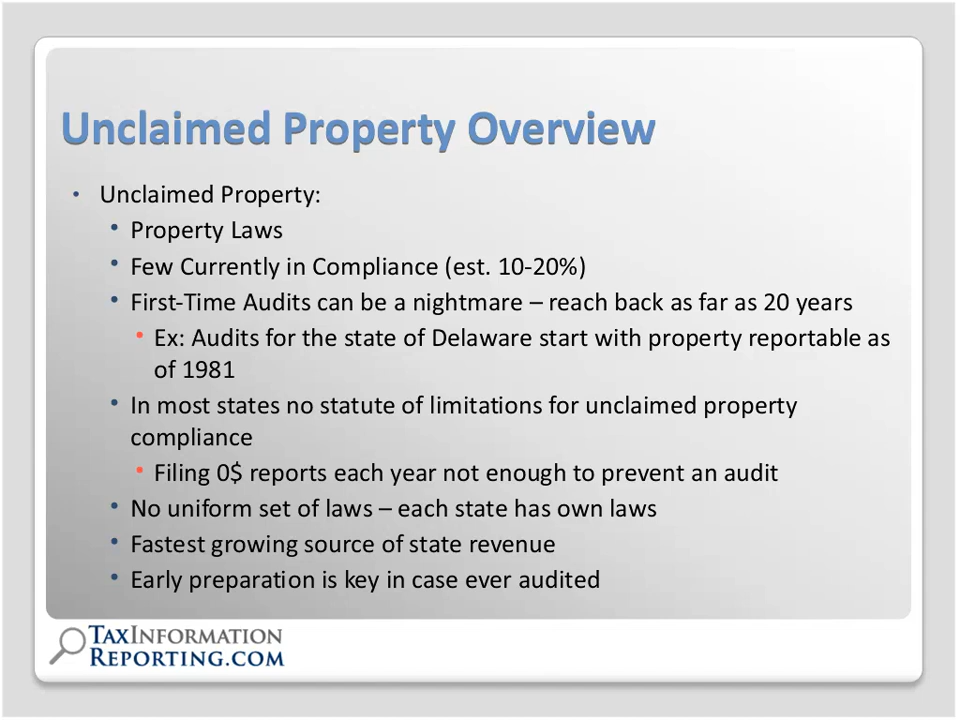 Unclaimed Property Overview
• Unclaimed Property:
• Property Laws
• Few Currently in Compliance (est. 10-20%)
• First-Time Audits can be a nightmare – reach back as far as 20 years
• Ex: Audits for the state of Delaware start with property reportable as
of 1981
• In most states no statute of limitations for unclaimed property
compliance
• Filing 0$ reports each year not enough to prevent an audit
• No uniform set of laws – each state has own laws
• Fastest growing source of state revenue
• Early preparation is key in case ever audited
TaxInformation
Reporting.com